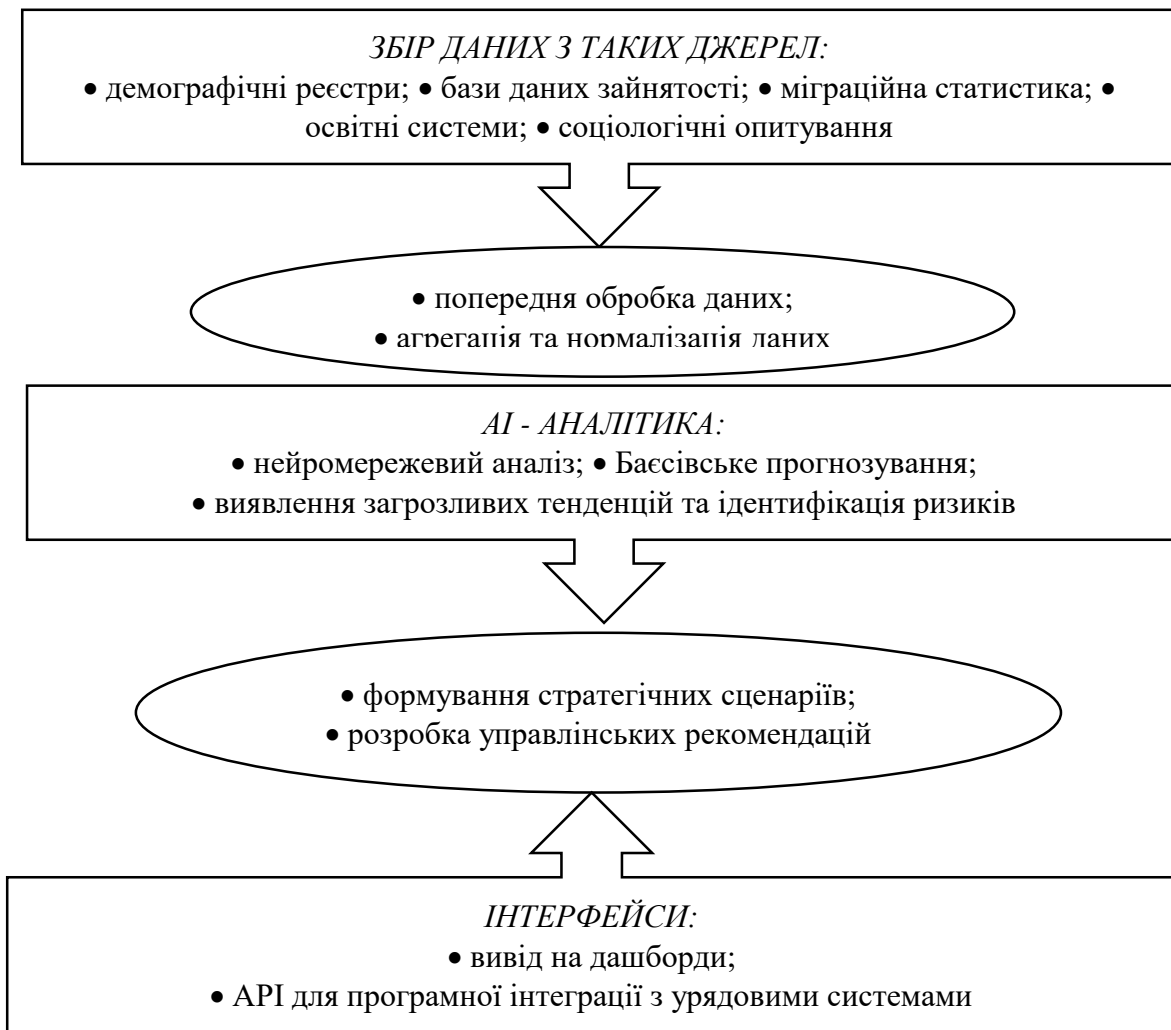 ЗБІР ДАНИХ З ТАКИХ ДЖЕРЕЛ:
● демографічні реєстри; ● бази даних зайнятості; ● міграційна статистика; ●
освітні системи; ● соціологічні опитування
● попередня обробка даних;
● агрегація та нормалізація даних
АІ - АНАЛІТИКА:
● нейромережевий аналіз; ● Баєсівське прогнозування;
● виявлення загрозливих тенденцій та ідентифікація ризиків
● формування стратегічних сценаріїв;
● розробка управлінських рекомендацій
ІНТЕРФЕЙСИ:
● вивід на дашборди;
● API для програмної інтеграції з урядовими системами